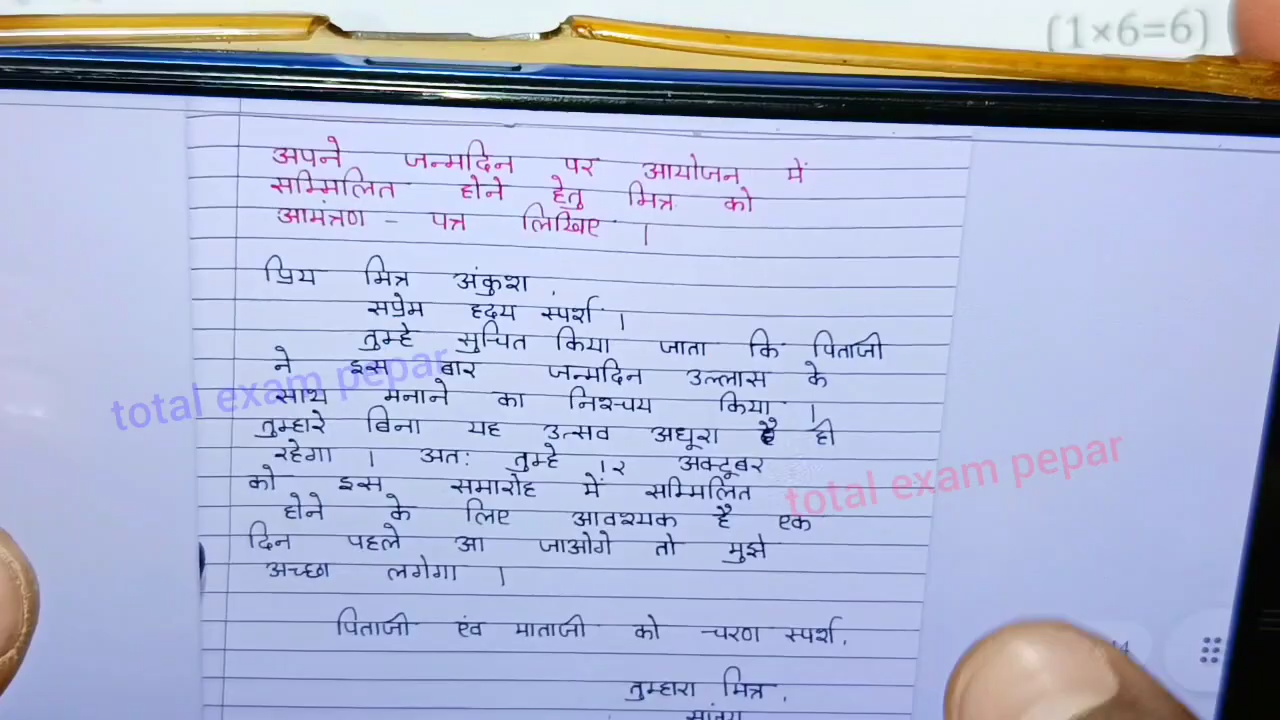 (1×6=6)
अपने जन्मदिन पर आयोजन में
सम्मिलित होने हेतु मित्र को
आमंत्रण - पत्र लिखिए ।
प्रिय मित्र अंकुश ,
सप्रेम हृदय स्पर्श ।
तुम्हे सुचित किया जाता कि पिताजी
ने इस बार जन्मदिन उल्लास के
साथ मनाने का निश्चय किया ।
तुम्हारे बिना यह उत्सव अधूरा है ही
रहेगा । अतः तुम्हे १२ अक्टूबर
को इस समारोह में सम्मिलित
होने के लिए आवश्यक है एक
दिन पहले आ जाओगे तो मुझे
अच्छा लगेगा ।
पिताजी एंव माताजी को चरण स्पर्श .
तुम्हारा मित्र ,
total exam pepar
total exam pepar